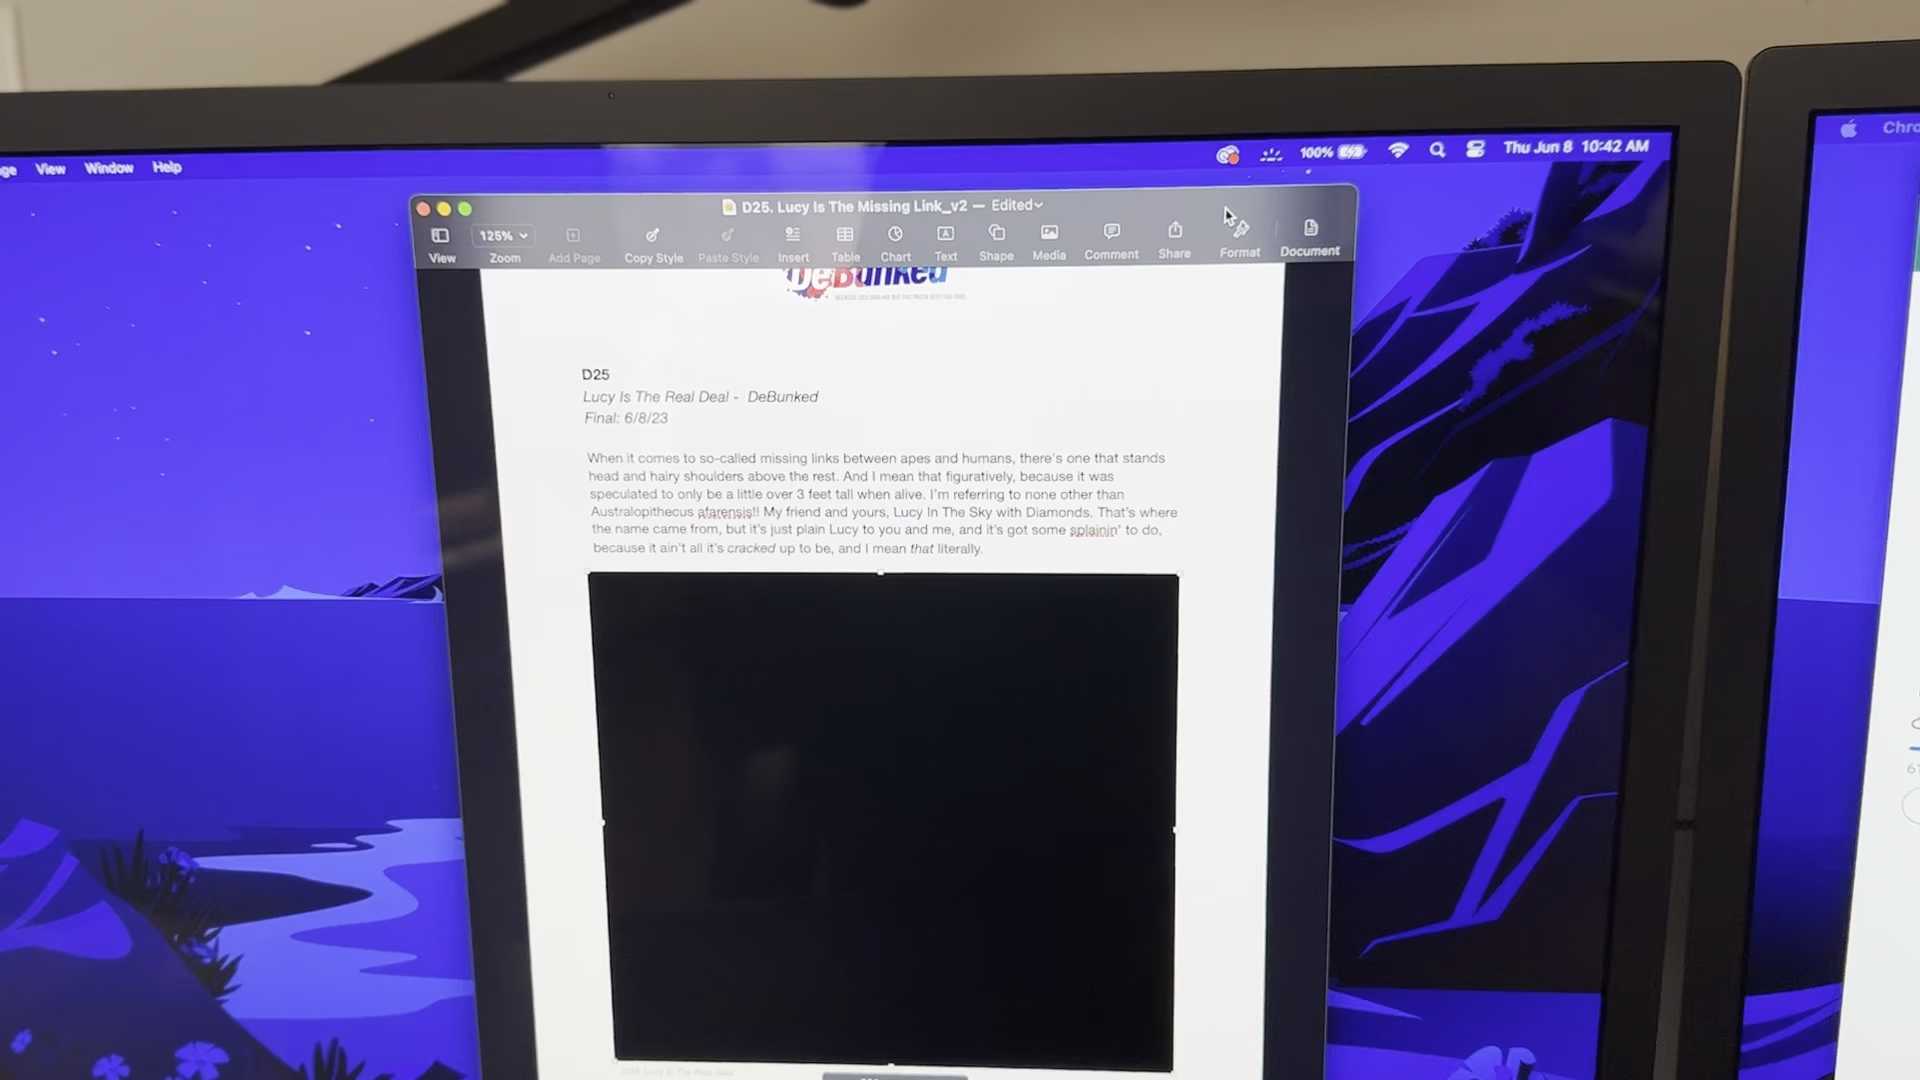 View Window Help
100%
Thu Jun 8 10:42 AM
D25. Lucy Is The Missing Link_v2 — Edited
125%
View Zoom Add Page Copy Style Paste Style Insert Table Chart Text Shape Media Comment Share Format Document
DeBunked
D25
Lucy Is The Real Deal - DeBunked
Final: 6/8/23
When it comes to so-called missing links between apes and humans, there's one that stands
head and hairy shoulders above the rest. And I mean that figuratively, because it was
speculated to only be a little over 3 feet tall when alive. I'm referring to none other than
Australopithecus afarensis!! My friend and yours, Lucy In The Sky with Diamonds. That's where
the name came from, but it's just plain Lucy to you and me, and it's got some splainin' to do,
because it ain't all it's cracked up to be, and I mean that literally.
D25: Lucy Is The Real Deal